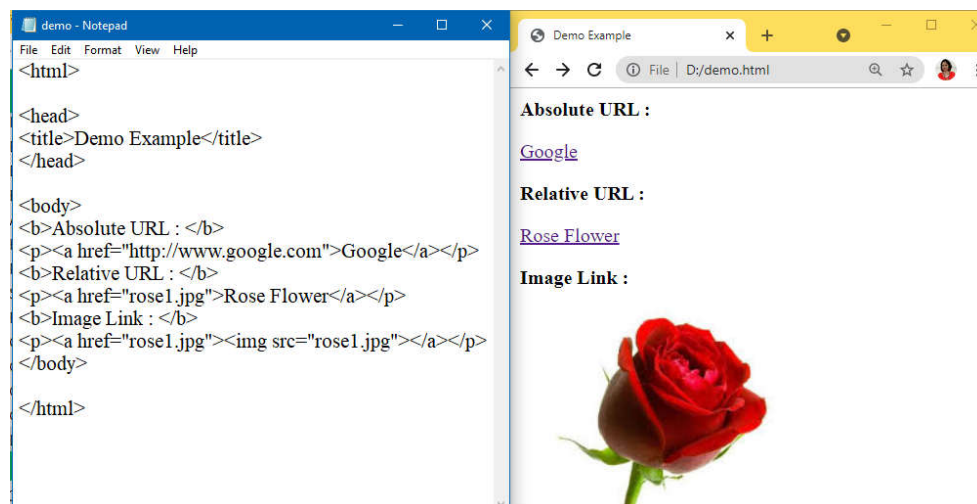 demo - Notepad
File Edit Format View Help
<html>
<head>
<title>Demo Example</title>
</head>
<body>
<b>Absolute URL : </b>
<p><a href="http://www.google.com">Google</a></p>
<b>Relative URL : </b>
<p><a href="rose1.jpg">Rose Flower</a></p>
<b>Image Link : </b>
<p><a href="rose1.jpg"><img src="rose1.jpg"></a></p>
</body>
</html>
Demo Example
File D:/demo.html
Absolute URL :
Google
Relative URL :
Rose Flower
Image Link :